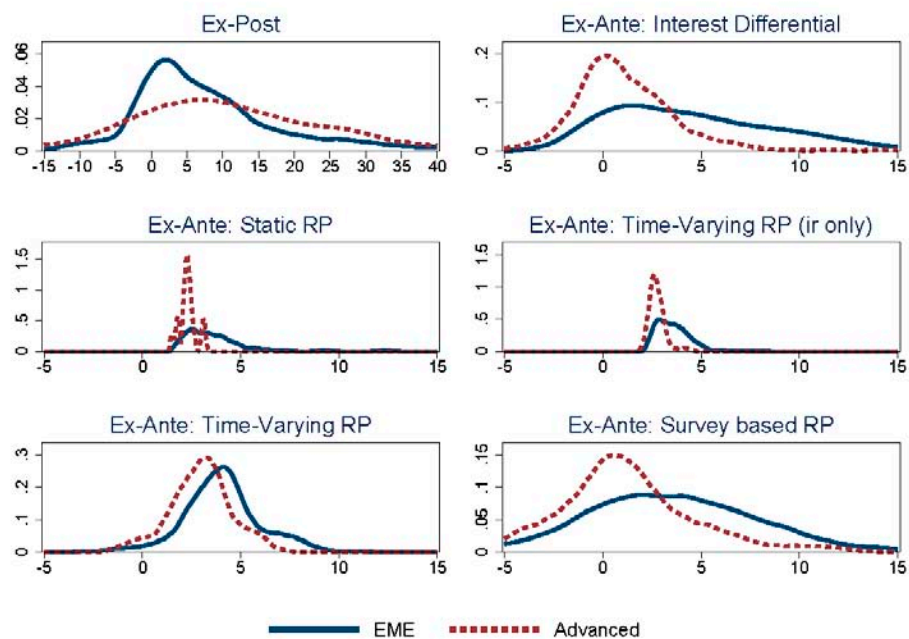 Ex-Post
0 .02 .04 .06
-15 -10 -5 0 5 10 15 20 25 30 35 40
Ex-Ante: Interest Differential
0 .1 .2
-5 0 5 10 15
Ex-Ante: Static RP
0 .5 1 1.5
-5 0 5 10 15
Ex-Ante: Time-Varying RP (ir only)
0 .5 1 1.5
-5 0 5 10 15
Ex-Ante: Time-Varying RP
0 .1 .2 .3
-5 0 5 10 15
Ex-Ante: Survey based RP
0 .05 .1 .15
-5 0 5 10 15
EME Advanced